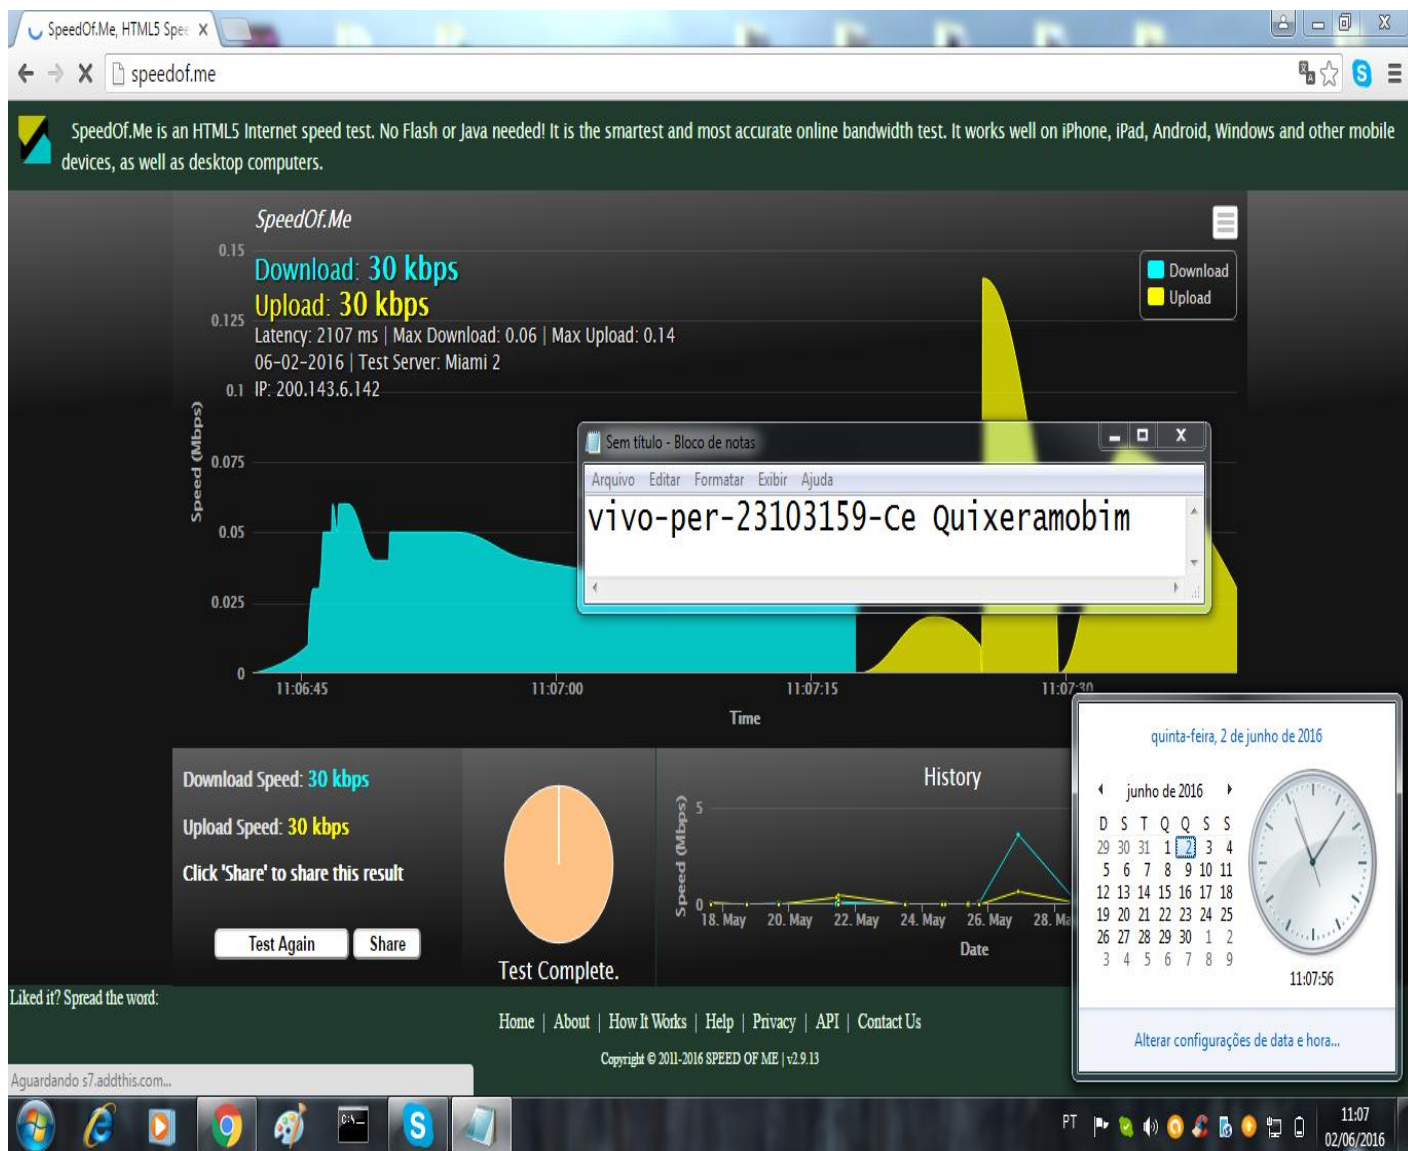 SpeedOf.Me, HTML5 Spee
speedof.me
SpeedOf.Me is an HTML5 Internet speed test. No Flash or Java needed! It is the smartest and most accurate online bandwidth test. It works well on iPhone, iPad, Android, Windows and other mobile
devices, as well as desktop computers.
SpeedOf.Me
0.15
Download: 30 kbps
Download
Upload: 30 kbps
Upload
0.125
Latency: 2107 ms | Max Download: 0.06 | Max Upload: 0.14
06-02-2016 | Test Server: Miami 2
0.1
IP: 200.143.6.142
Speed (Mbps)
0.075
0.05
0.025
0
Sem título - Bloco de notas
Arquivo Editar Formatar Exibir Ajuda
vivo-per-23103159-Ce Quixeramobim
11:06:45 11:07:00 11:07:15 11:07:30
Time
Download Speed: 30 kbps
Upload Speed: 30 kbps
Click 'Share' to share this result
Test Again Share
Test Complete.
History
Speed (Mbps)
5
0
18. May 20. May 22. May 24. May 26. May 28. Ma
Date
quinta-feira, 2 de junho de 2016
junho de 2016
D S T Q Q S S
29 30 31 1 2 3 4
5 6 7 8 9 10 11
12 13 14 15 16 17 18
19 20 21 22 23 24 25
26 27 28 29 30 1 2
3 4 5 6 7 8 9
11:07:56
Alterar configurações de data e hora...
Liked it? Spread the word:
Home | About | How It Works | Help | Privacy | API | Contact Us
Copyright © 2011-2016 SPEED OF ME | v2.9.13
Aguardando s7.addthis.com...
PT
11:07
02/06/2016